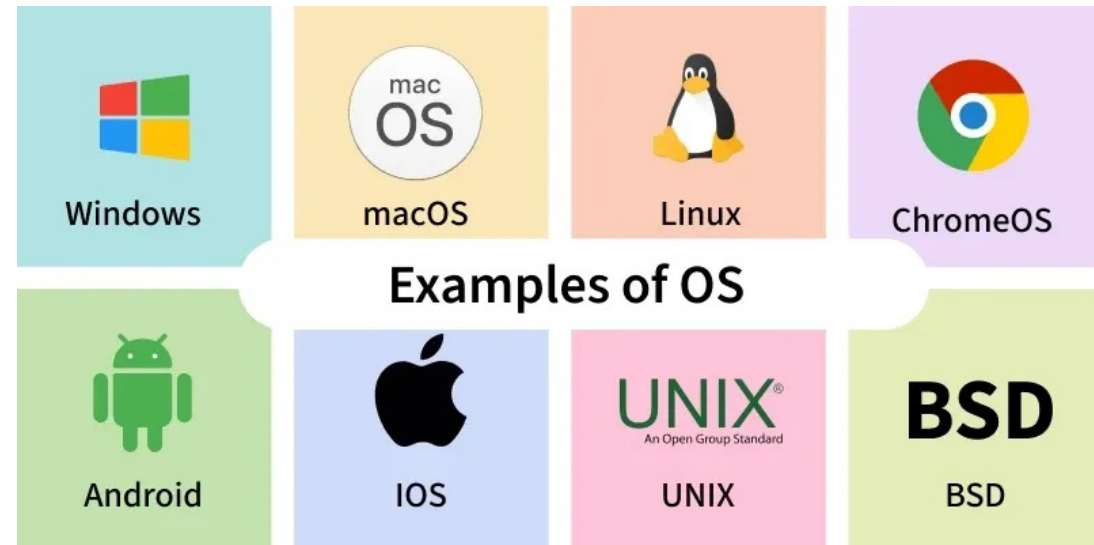 mac
OS
Windows
macOS
Linux
ChromeOS
Examples of OS
Android
IOS
UNIX®
An Open Group Standard
UNIX
BSD
BSD